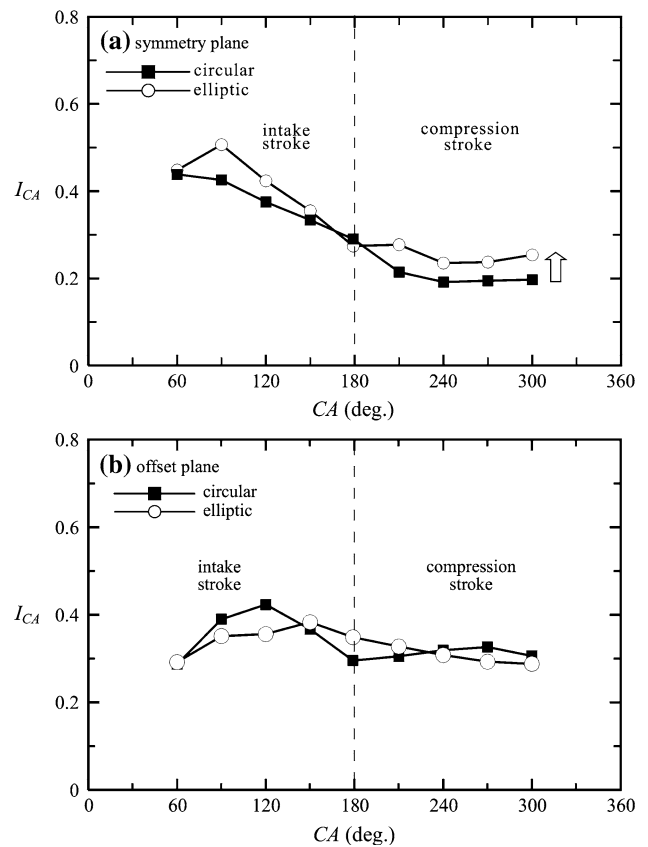 0.8
(a) symmetry plane
circular
elliptic
0.6
intake
stroke
compression
stroke
I_CA
0.4
0.2
0
0 60 120 180 240 300 360
CA (deg.)
0.8
(b) offset plane
circular
elliptic
0.6
intake
stroke
compression
stroke
I_CA
0.4
0.2
0
0 60 120 180 240 300 360
CA (deg.)